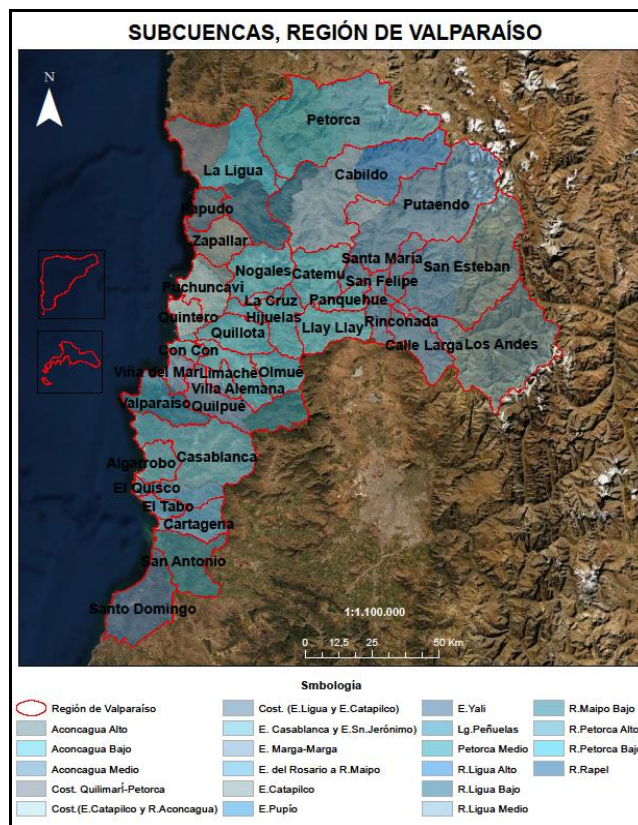 SUBCUENCAS, REGIÓN DE VALPARAÍSO
N
Petorca
La Ligua
Cabildo
Putaendo
Papudo
Zapallar
Santa María
Nogales
Catemu
San Esteban
San Felipe
Puchuncaví
La Cruz
Panquehue
Quintero
Hijuelas
Rinconada
Quillota
Llay Llay
Calle Larga
Los Andes
Con Cón
Viña del Mar
Limache
Olmué
Villa Alemana
Valparaíso
Quilpué
Casablanca
Algarrobo
El Quisco
El Tabo
Cartagena
San Antonio
Santo Domingo
1:1.100.000
0 12,5 25 50 Km
Smbología
Región de Valparaíso
Aconcagua Alto
Aconcagua Bajo
Aconcagua Medio
Cost. Quilimarí-Petorca
Cost.(E.Catapilco y R.Aconcagua)
Cost. (E.Ligua y E.Catapilco)
E. Casablanca y E.Sn.Jerónimo)
E. Marga-Marga
E. del Rosario a R.Maipo
E.Catapilco
E.Pupío
E.Yali
Lg.Peñuelas
Petorca Medio
R.Ligua Alto
R.Ligua Bajo
R.Ligua Medio
R.Maipo Bajo
R.Petorca Alto
R.Petorca Bajo
R.Rapel